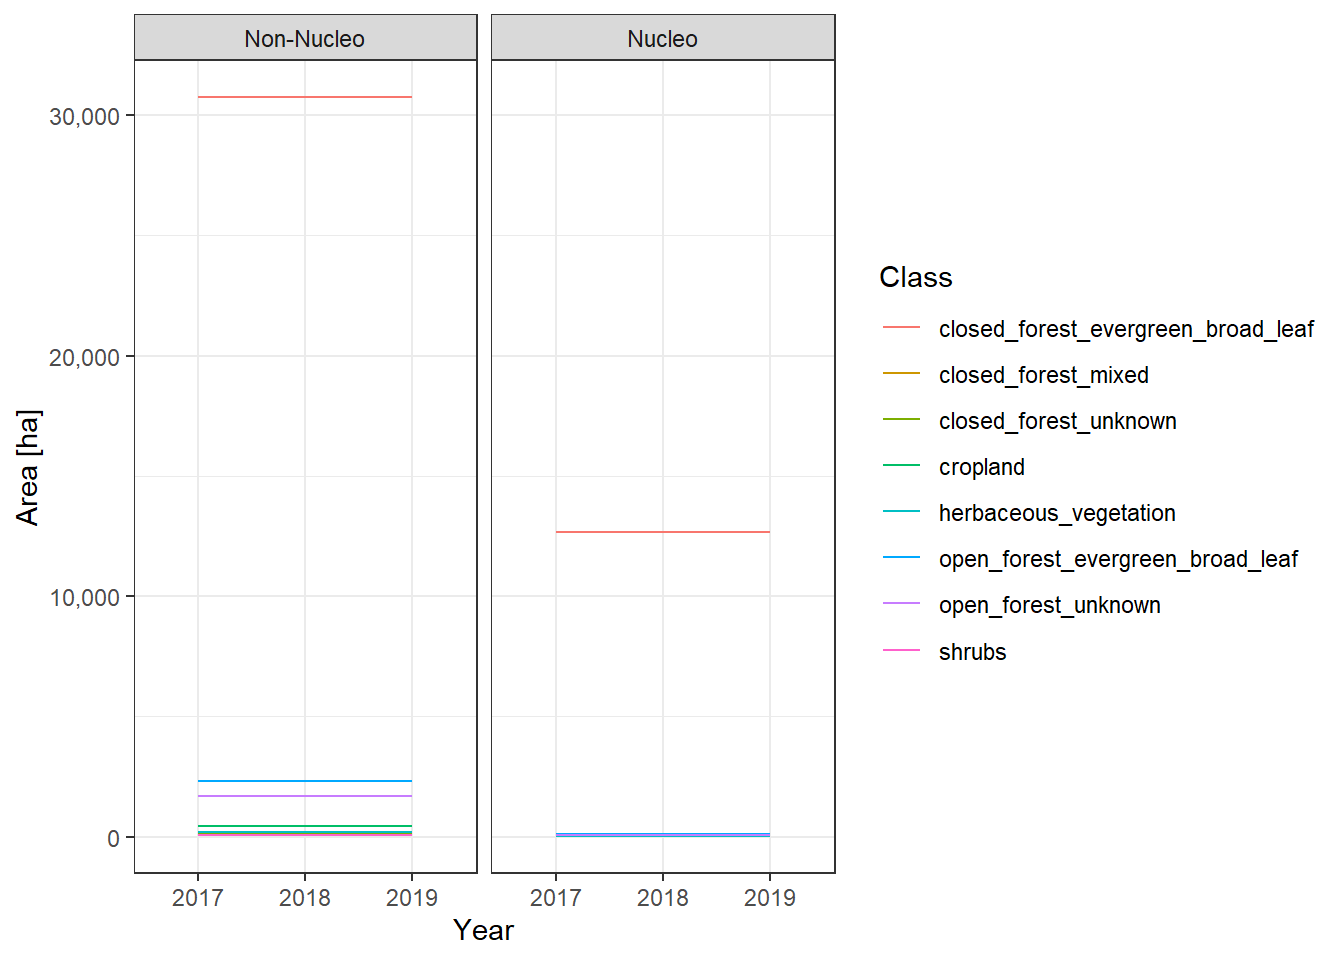 Non-Nucleo
Nucleo
30,000
20,000
10,000
0
Area [ha]
2017 2018 2019
2017 2018 2019
Year
Class
closed_forest_evergreen_broad_leaf
closed_forest_mixed
closed_forest_unknown
cropland
herbaceous_vegetation
open_forest_evergreen_broad_leaf
open_forest_unknown
shrubs